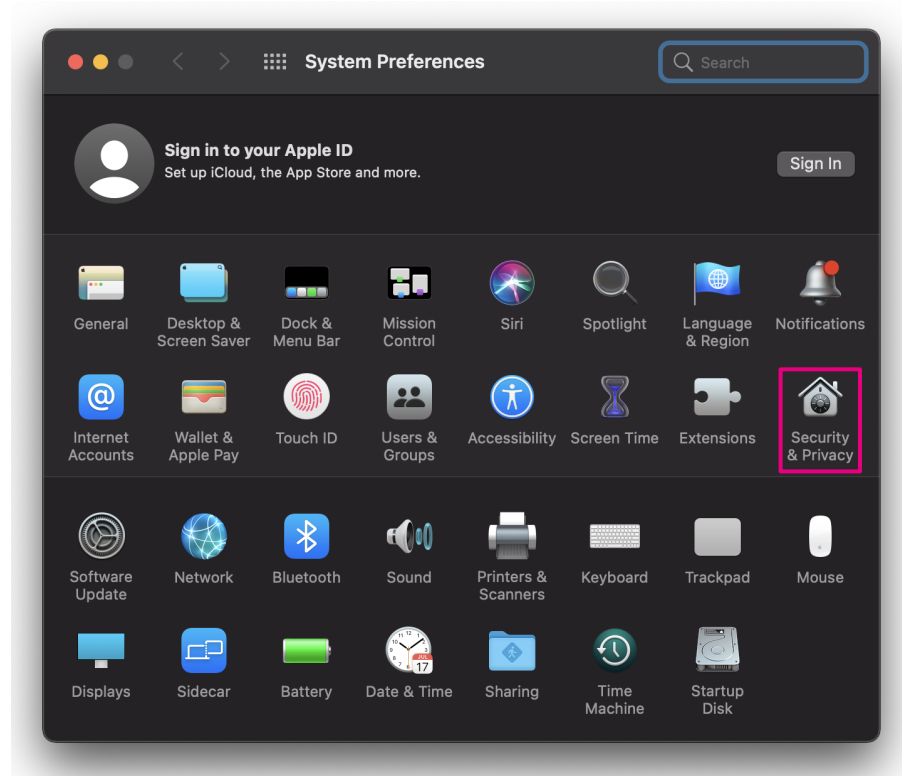 System Preferences
Search
Sign in to your Apple ID
Set up iCloud, the App Store and more.
Sign In
General
Desktop &
Screen Saver
Dock &
Menu Bar
Mission
Control
Siri
Spotlight
Language
& Region
Notifications
@
Internet
Accounts
Wallet &
Apple Pay
Touch ID
Users &
Groups
Accessibility
Screen Time
Extensions
Security
& Privacy
Software
Update
Network
Bluetooth
Sound
Printers &
Scanners
Keyboard
Trackpad
Mouse
Displays
Sidecar
Battery
JUL
17
Date & Time
Sharing
Time
Machine
Startup
Disk